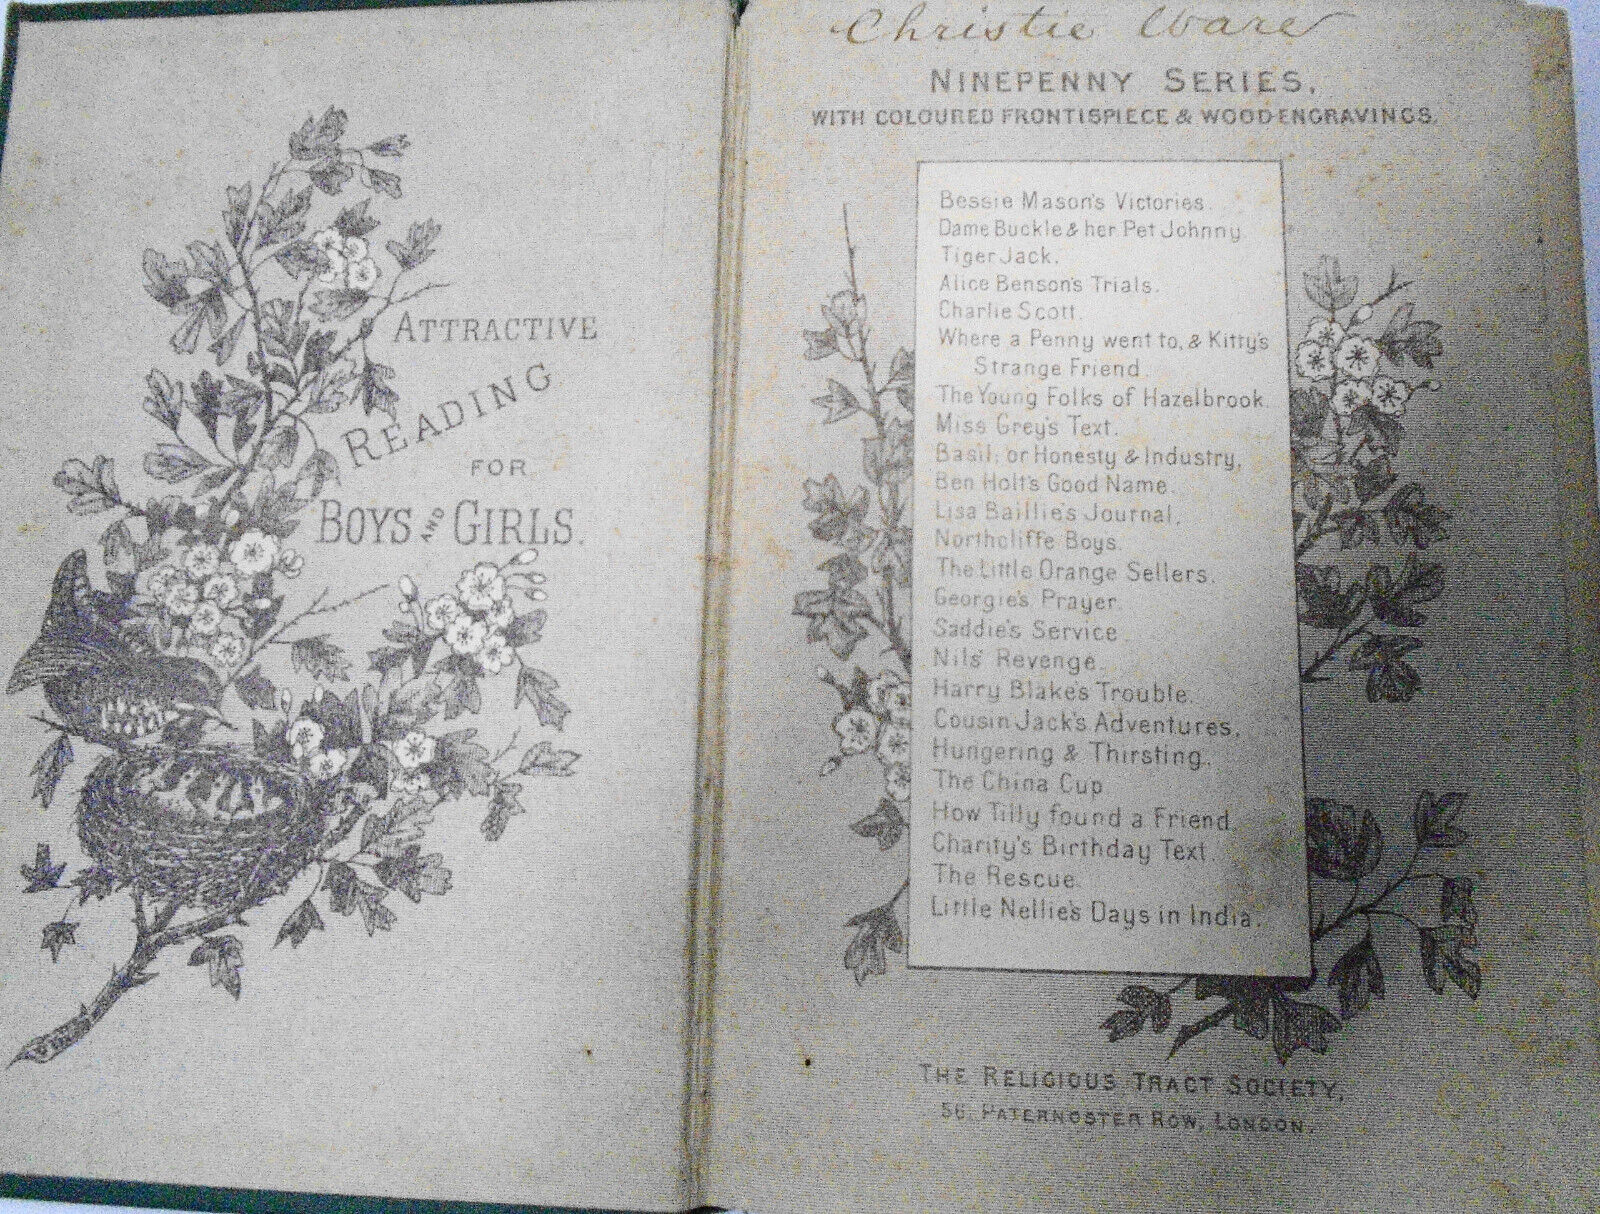 ATTRACTIVE
READING
FOR
BOYS AND GIRLS.
Christie Ware
NINEPENNY SERIES,
WITH COLOURED FRONTISPIECE & WOOD ENGRAVINGS.
Bessie Mason's Victories.
Dame Buckle & her Pet Johnny.
Tiger Jack.
Alice Benson's Trials.
Charlie Scott.
Where a Penny went to, & Kitty's
Strange Friend.
The Young Folks of Hazelbrook.
Miss Grey's Text.
Basil; or Honesty & Industry.
Ben Holt's Good Name.
Lisa Baillie's Journal.
Northcliffe Boys.
The Little Orange Sellers.
Georgie's Prayer.
Saddie's Service.
Nils' Revenge.
Harry Blake's Trouble.
Cousin Jack's Adventures.
Hungering & Thirsting.
The China Cup
How Tilly found a Friend.
Charity's Birthday Text.
The Rescue.
Little Nellie's Days in India.
THE RELIGIOUS TRACT SOCIETY,
56, PATERNOSTER ROW, LONDON.